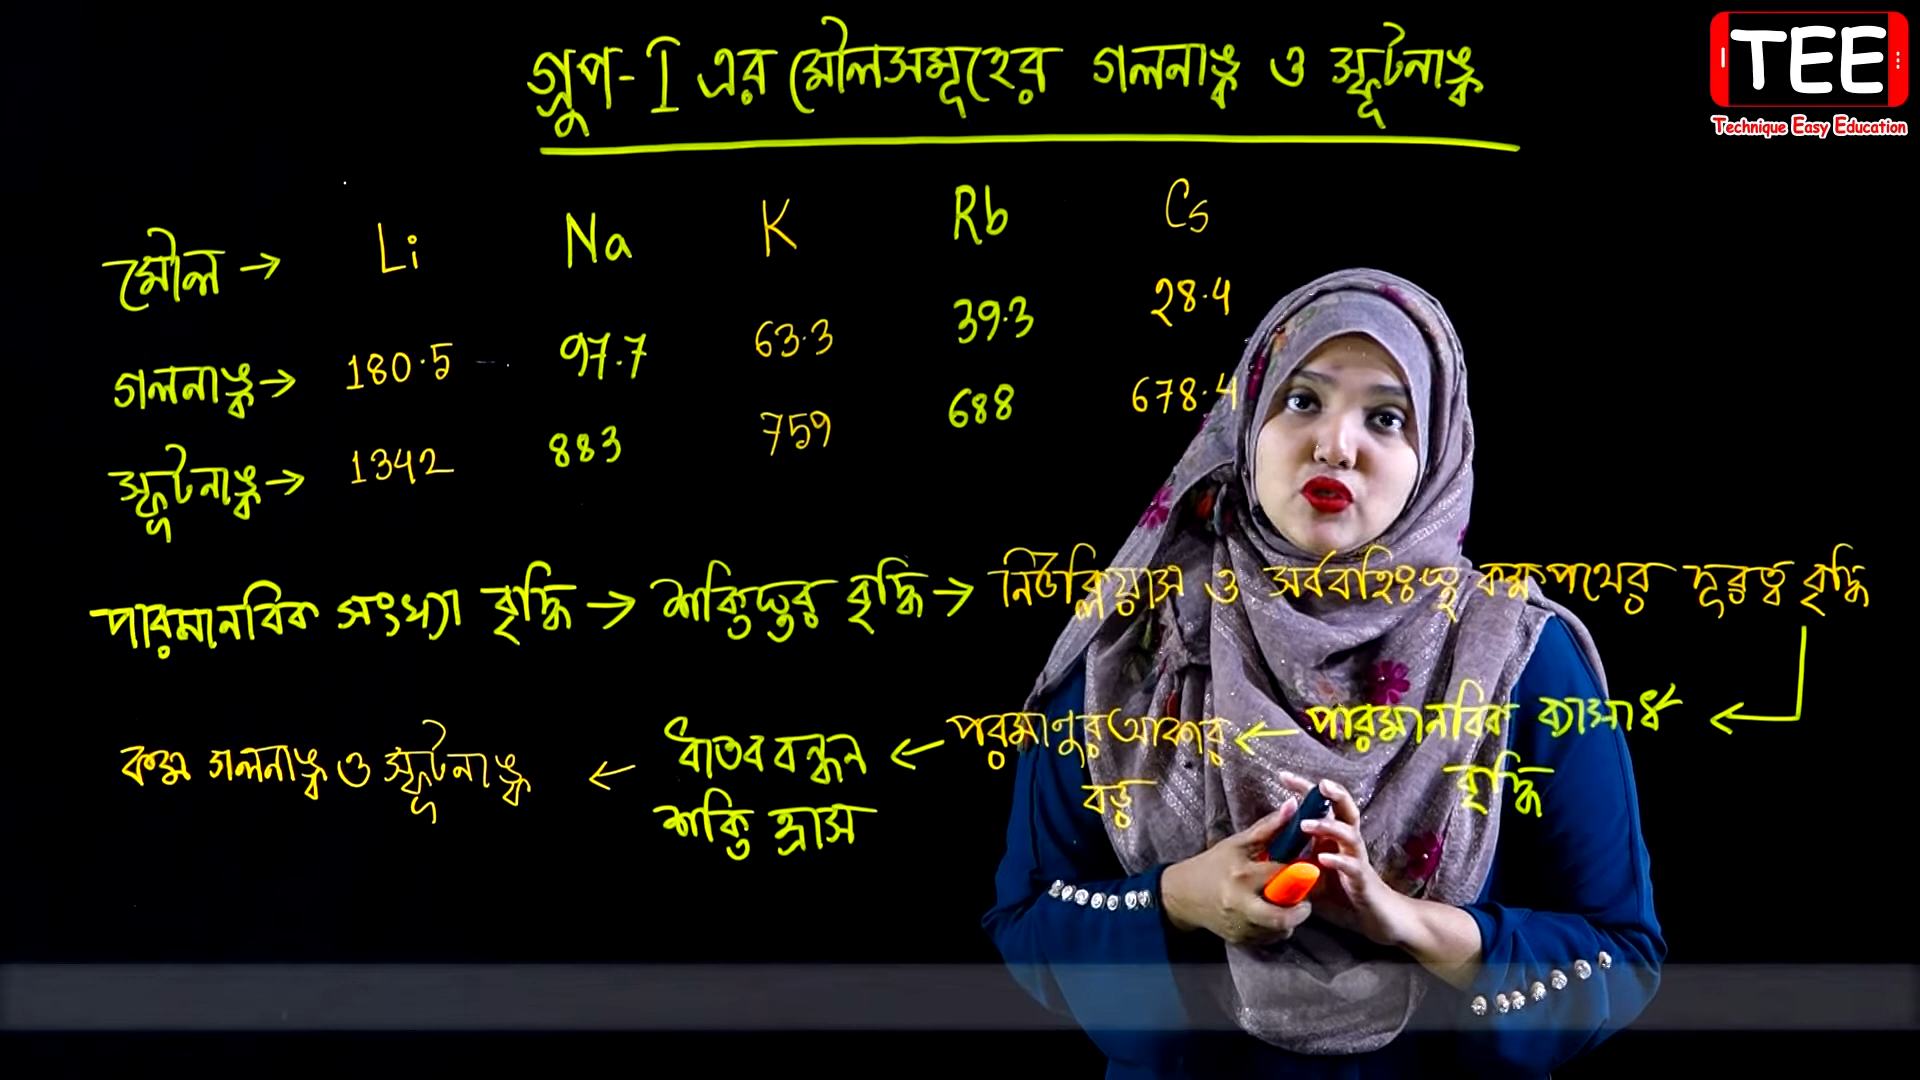 গ্রুপ-I এর মৌলসমূহের গলনাঙ্ক ও স্ফূটনাঙ্ক
TEE
Technique Easy Education
মৌল → Li Na K Rb Cs
গলনাঙ্ক → 180.5 97.7 63.3 39.3 28.4
স্ফূটনাঙ্ক → 1342 883 759 688 678.4
পারমানবিক সংখ্যা বৃদ্ধি → শক্তিস্তর বৃদ্ধি → নিউক্লিয়াস ও সর্ববহিঃস্থ কক্ষপথের দূরত্ব বৃদ্ধি
কম গলনাঙ্ক ও স্ফূটনাঙ্ক ← ধাতব বন্ধন ← পরমাণুর আকার ← পারমানবিক ব্যাসার্ধ ←
শক্তি হ্রাস বড় বৃদ্ধি